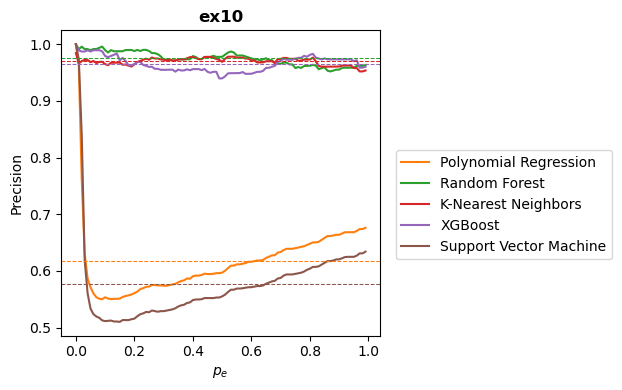 ex10
1.0
0.9
0.8
0.7
0.6
0.5
Precision
0.0
0.2
0.4
0.6
0.8
1.0
pₑ
Polynomial Regression
Random Forest
K-Nearest Neighbors
XGBoost
Support Vector Machine